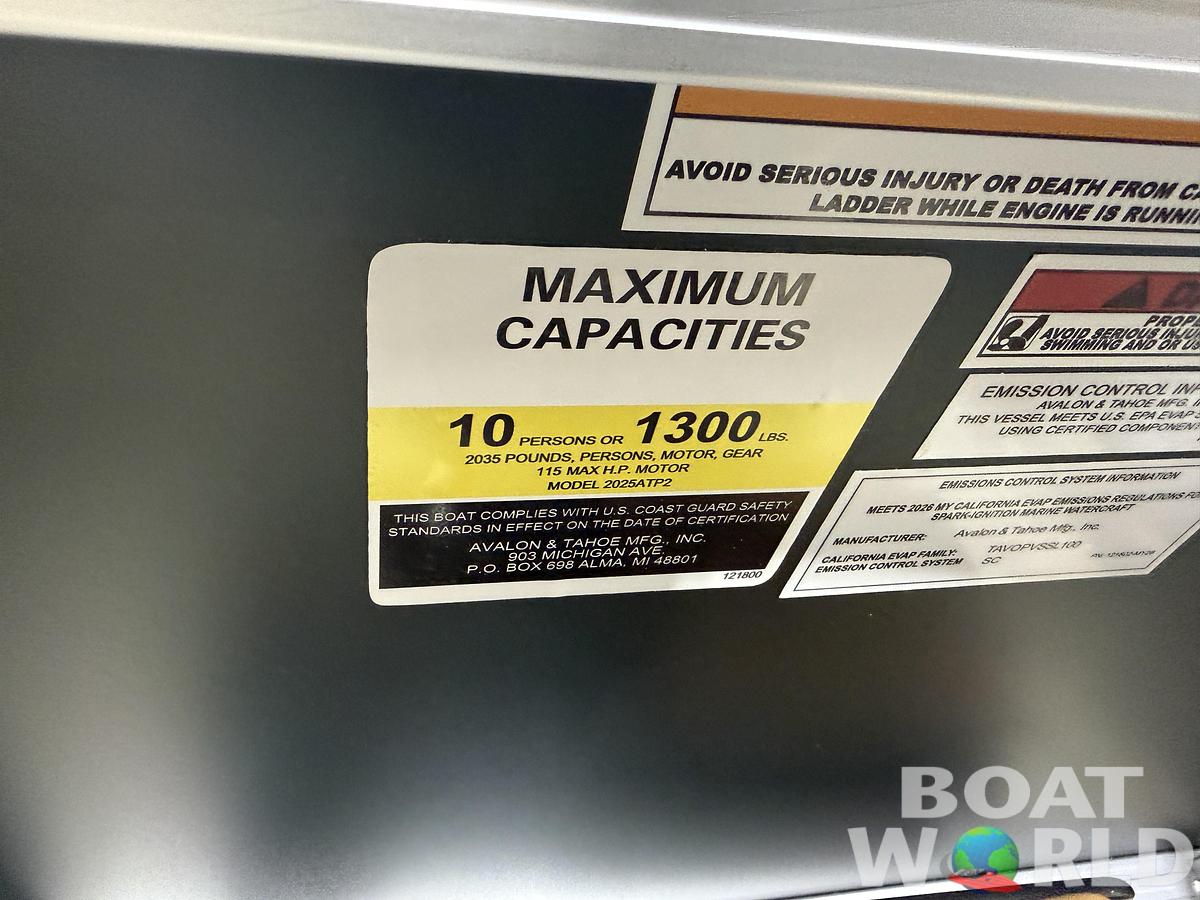 AVOID SERIOUS INJURY OR DEATH FROM
LADDER WHILE ENGINE IS
MAXIMUM
CAPACITIES
10 PERSONS OR 1300 LBS.
2035 POUNDS, PERSONS, MOTOR, GEAR
115 MAX H.P. MOTOR
MODEL 2025ATP2
THIS BOAT COMPLIES WITH U.S. COAST GUARD SAFETY
STANDARDS IN EFFECT ON THE DATE OF CERTIFICATION
AVALON & TAHOE MFG., INC.
903 MICHIGAN AVE.
P.O. BOX 698 ALMA, MI 48801
121800
AVOID SERIOUS
SWIMMING AND OR
EMISSION CONTROL
AVALON & TAHOE MFG.
THIS VESSEL MEETS U.S. EPA EVAP
USING CERTIFIED
EMISSIONS CONTROL SYSTEM INFORMATION
MEETS 2026 MY CALIFORNIA EVAP EMISSIONS REGULATIONS
SPARK-IGNITION MARINE WATERCRAFT
MANUFACTURER: Avalon & Tahoe Mfg., Inc.
CALIFORNIA EVAP FAMILY: TAVOPVSSL100
EMISSION CONTROL SYSTEM SC
BOAT
WORLD